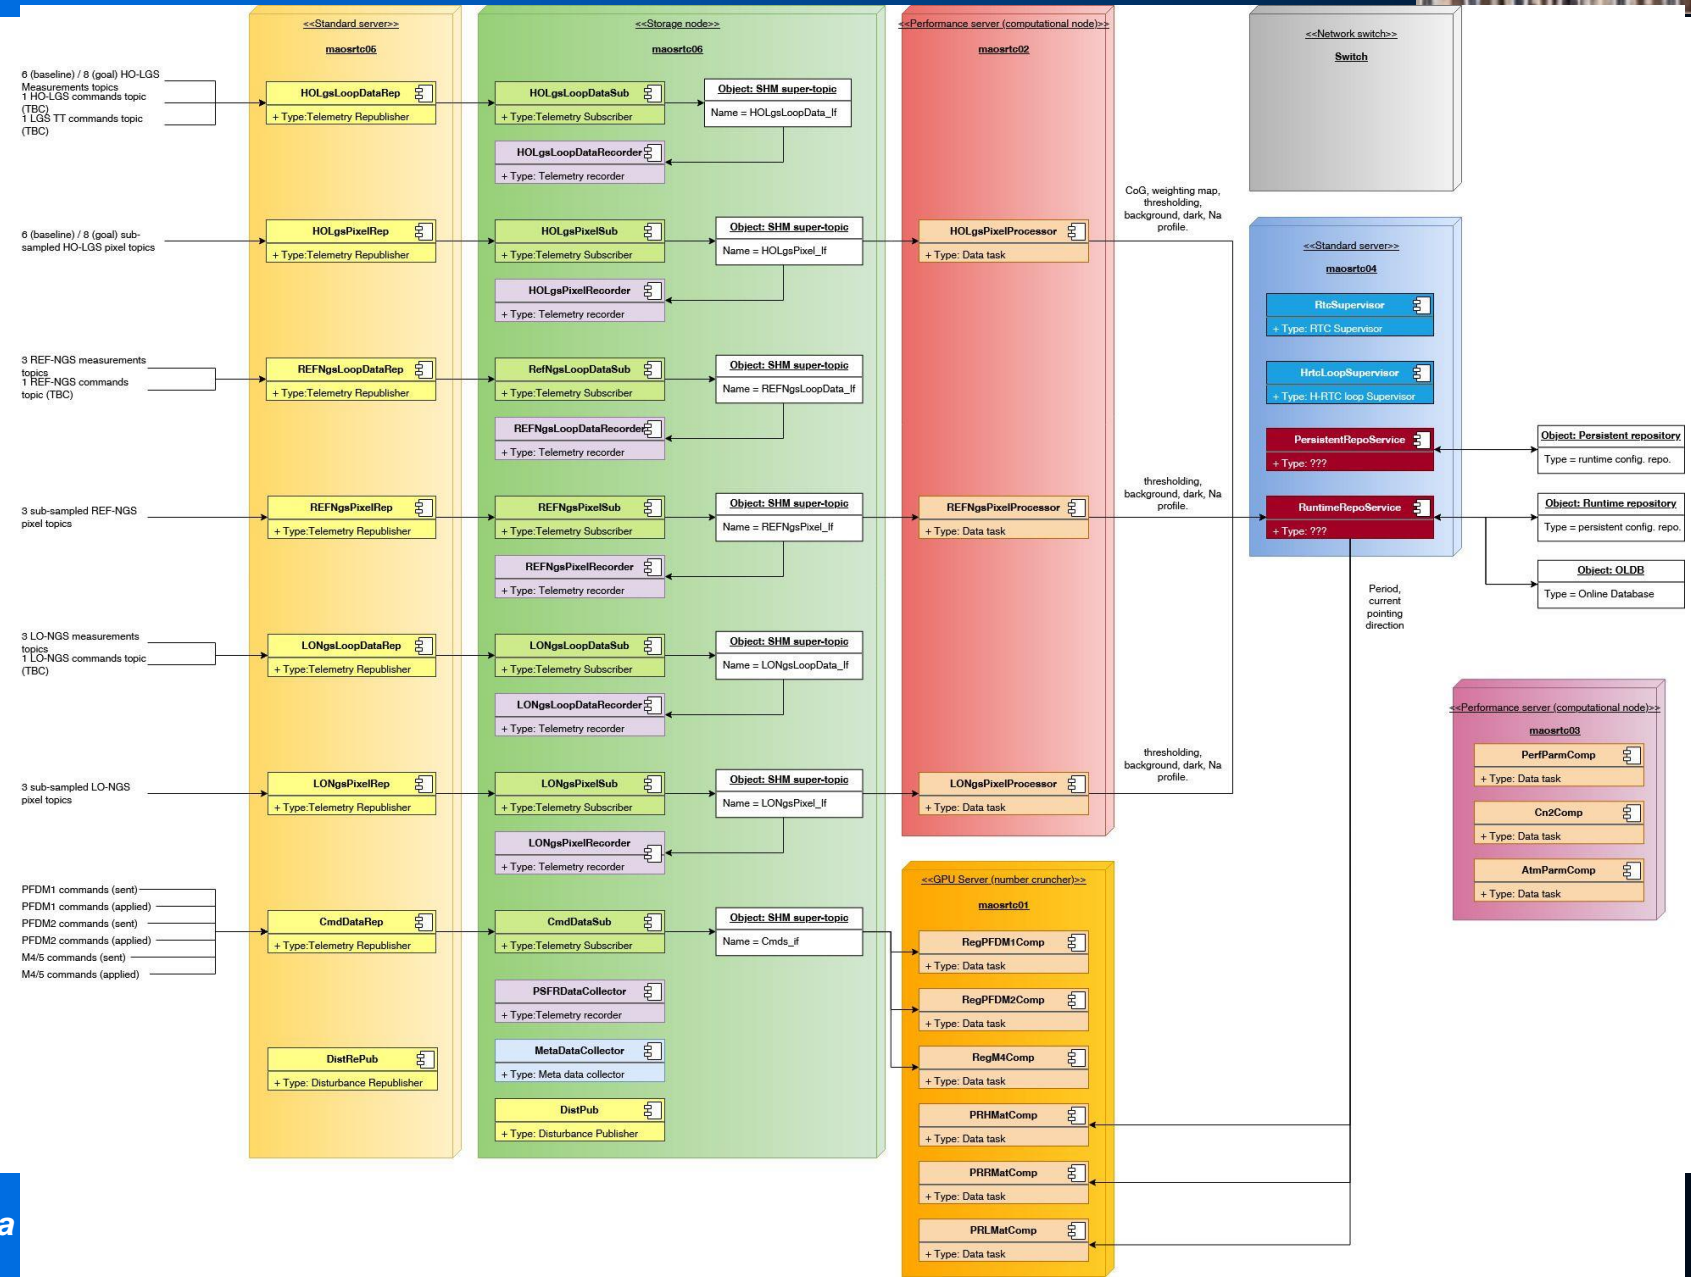 <<Standard server>>
maosrtc05
<<Storage node>>
maosrtc06
<<Performance server (computational node)>>
maosrtc02
<<Network switch>>
Switch
6 (baseline) / 8 (goal) HO-LGS
Measurements topics
1 HO-LGS commands topic
(TBC)
1 LGS TT commands topic
(TBC)
HOLgsLoopDataRep
+ Type:Telemetry Republisher
HOLgsLoopDataSub
+ Type:Telemetry Subscriber
Object: SHM super-topic
Name = HOLgsLoopData_If
HOLgsLoopDataRecorder
+ Type: Telemetry recorder
6 (baseline) / 8 (goal) sub-
sampled HO-LGS pixel topics
HOLgsPixelRep
+ Type:Telemetry Republisher
HOLgsPixelSub
+ Type:Telemetry Subscriber
Object: SHM super-topic
Name = HOLgsPixel_If
HOLgsPixelRecorder
+ Type: Telemetry recorder
HOLgsPixelProcessor
+ Type: Data task
CoG, weighting map,
thresholding,
background, dark, Na
profile.
<<Standard server>>
maosrtc04
RtcSupervisor
+ Type: RTC Supervisor
HrtcLoopSupervisor
+ Type: H-RTC loop Supervisor
PersistentRepoService
+ Type: ???
RuntimeRepoService
+ Type: ???
Object: Persistent repository
Type = runtime config. repo.
Object: Runtime repository
Type = persistent config. repo.
Object: OLDB
Type = Online Database
3 REF-NGS measurements
topics
1 REF-NGS commands
topic (TBC)
REFNgsLoopDataRep
+ Type:Telemetry Republisher
RefNgsLoopDataSub
+ Type:Telemetry Subscriber
Object: SHM super-topic
Name = REFNgsLoopData_If
REFNgsLoopDataRecorder
+ Type: Telemetry recorder
3 sub-sampled REF-NGS
pixel topics
REFNgsPixelRep
+ Type:Telemetry Republisher
REFNgsPixelSub
+ Type:Telemetry Subscriber
Object: SHM super-topic
Name = REFNgsPixel_If
REFNgsPixelRecorder
+ Type: Telemetry recorder
REFNgsPixelProcessor
+ Type: Data task
thresholding,
background, dark, Na
profile.
Period,
current
pointing
direction
3 LO-NGS measurements
topics
1 LO-NGS commands topic
(TBC)
LONgsLoopDataRep
+ Type:Telemetry Republisher
LONgsLoopDataSub
+ Type:Telemetry Subscriber
Object: SHM super-topic
Name = LONgsLoopData_If
LONgsLoopDataRecorder
+ Type: Telemetry recorder
3 sub-sampled LO-NGS
pixel topics
LONgsPixelRep
+ Type:Telemetry Republisher
LONgsPixelSub
+ Type:Telemetry Subscriber
Object: SHM super-topic
Name = LONgsPixel_If
LONgsPixelRecorder
+ Type: Telemetry recorder
LONgsPixelProcessor
+ Type: Data task
thresholding,
background, dark, Na
profile.
<<Performance server (computational node)>>
maosrtc03
PerfParmComp
+ Type: Data task
Cn2Comp
+ Type: Data task
AtmParmComp
+ Type: Data task
PFDM1 commands (sent)
PFDM1 commands (applied)
PFDM2 commands (sent)
PFDM2 commands (applied)
M4/5 commands (sent)
M4/5 commands (applied)
CmdDataRep
+ Type:Telemetry Republisher
CmdDataSub
+ Type:Telemetry Subscriber
Object: SHM super-topic
Name = Cmds_if
PSFRDataCollector
+ Type:Telemetry recorder
MetaDataCollector
+ Type: Meta data collector
DistRePub
+ Type: Disturbance Republisher
DistPub
+ Type: Disturbance Publisher
<<GPU Server (number cruncher)>>
maosrtc01
RegPFDM1Comp
+ Type: Data task
RegPFDM2Comp
+ Type: Data task
RegM4Comp
+ Type: Data task
PRHMatComp
+ Type: Data task
PRRMatComp
+ Type: Data task
PRLMatComp
+ Type: Data task
a